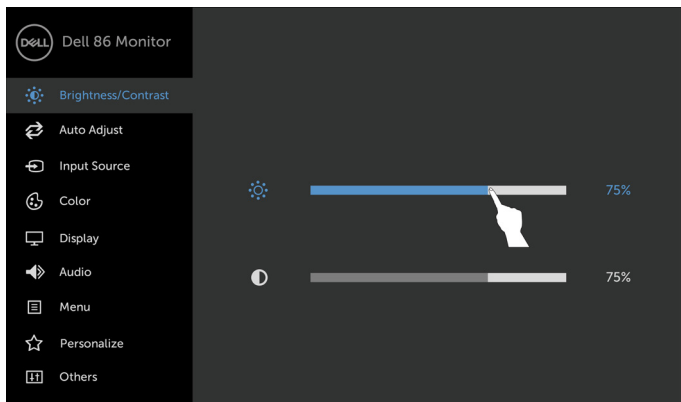 DELL
Dell 86 Monitor
Brightness/Contrast
Auto Adjust
Input Source
Color
Display
Audio
Menu
Personalize
Others
75%
75%